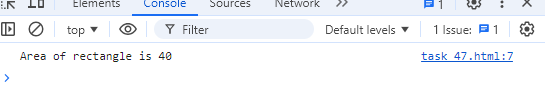 Elements Console Sources Network 1
top Filter Default levels 1 Issue: 1
Area of rectangle is 40 task 47.html:7